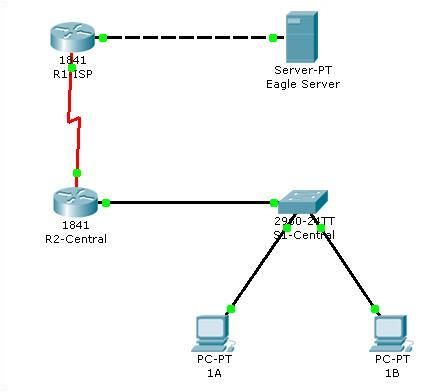 1841
R1-ISP
Server-PT
Eagle Server
1841
R2-Central
2960-24TT
S1-Central
PC-PT
1A
PC-PT
1B